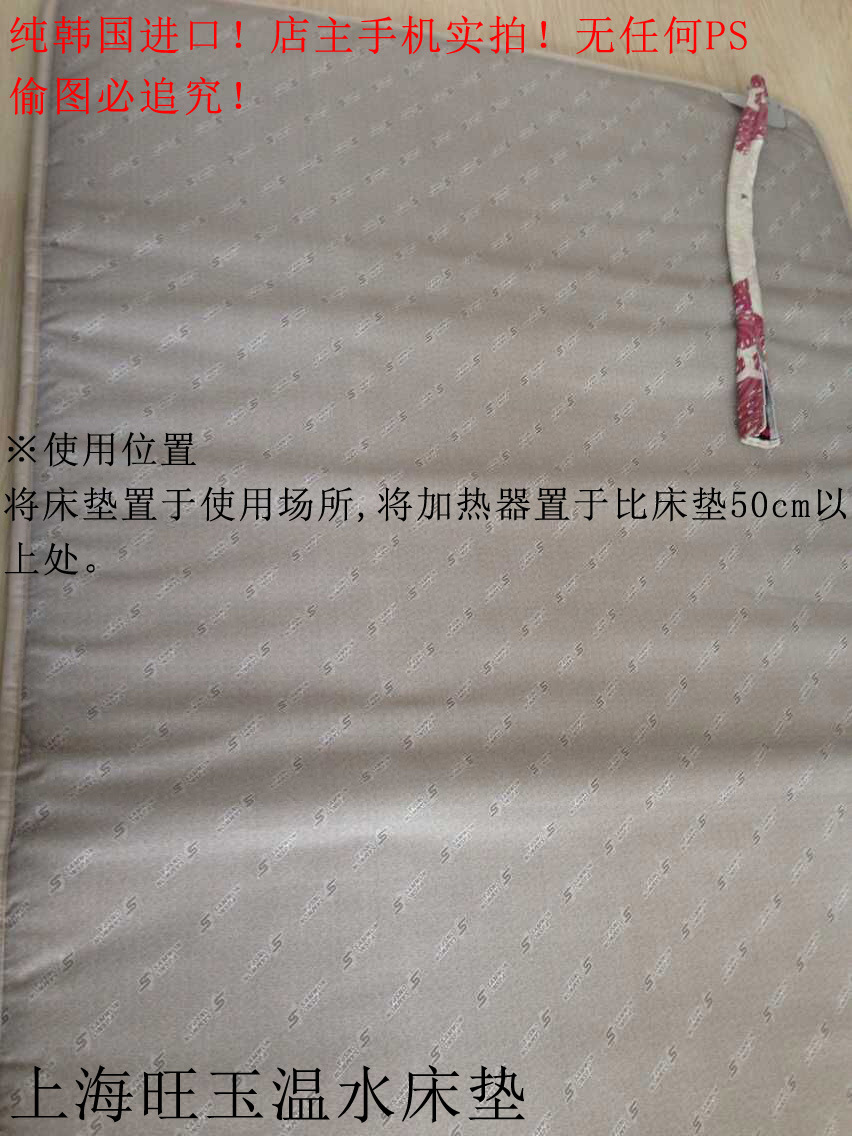 纯韩国进口！店主手机实拍！无任何PS
偷图必追究！
※使用位置
将床垫置于使用场所,将加热器置于比床垫50cm以
上处。
上海旺玉温水床垫